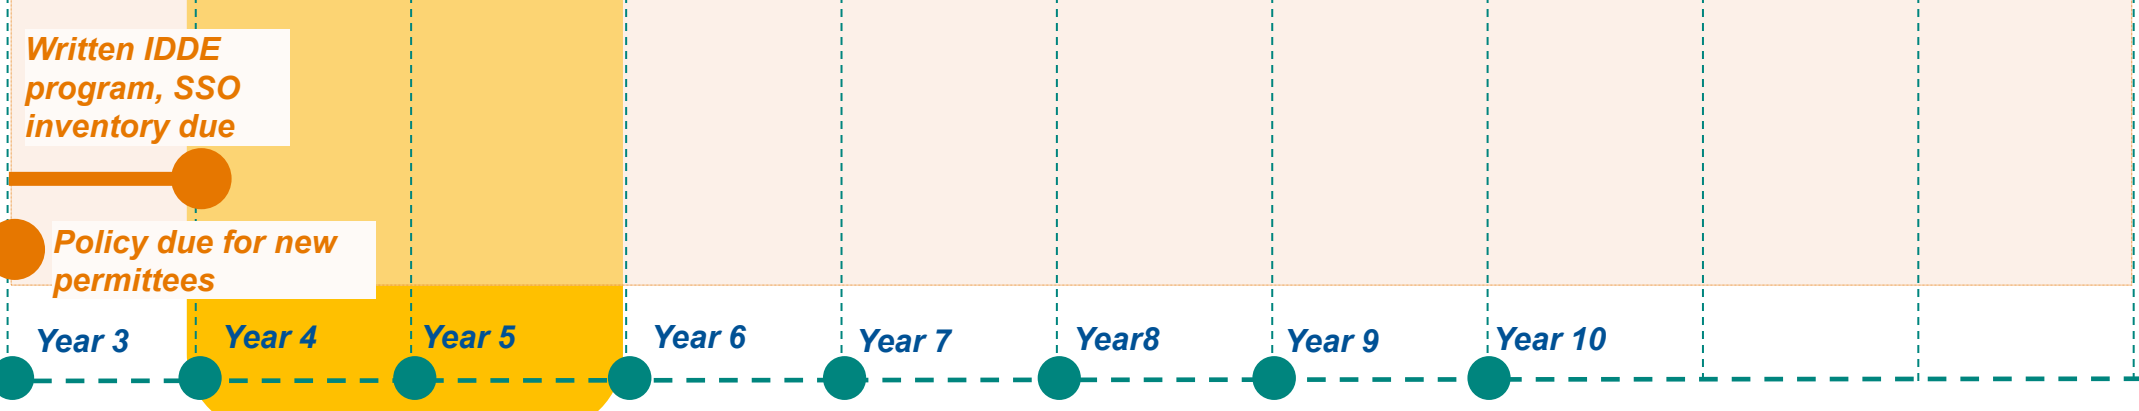 Written IDDE
program, SSO
inventory due
Policy due for new
permittees
Year 3
Year 4
Year 5
Year 6
Year 7
Year8
Year 9
Year 10